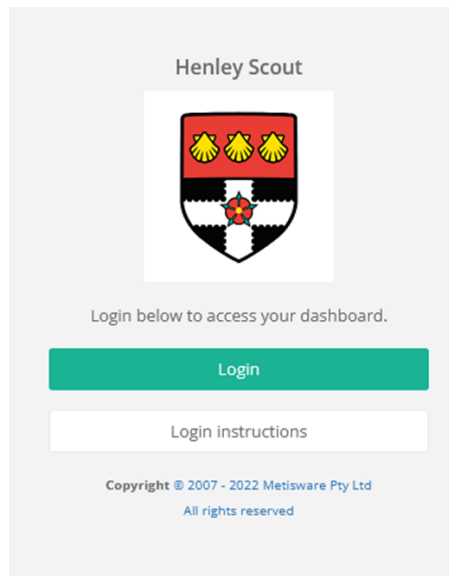 Henley Scout
Login below to access your dashboard.
Login
Login instructions
Copyright © 2007 - 2022 Metisware Pty Ltd
All rights reserved